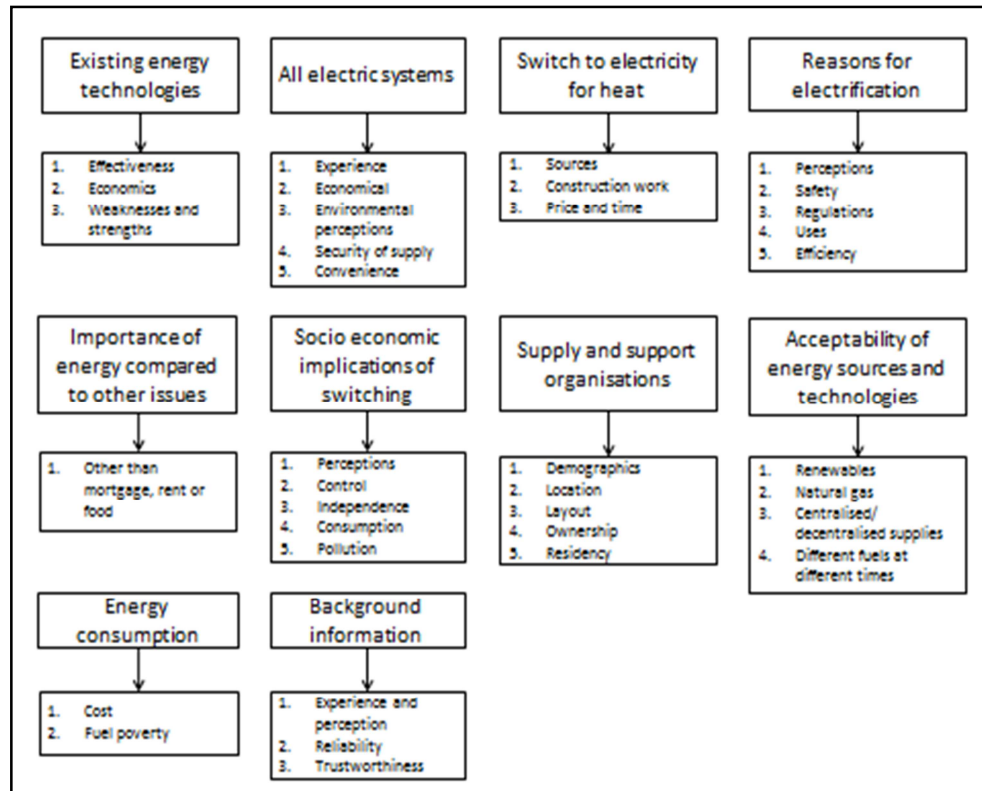 Existing energy
technologies
1. Effectiveness
2. Economics
3. Weaknesses and
strengths
All electric systems
1. Experience
2. Economical
3. Environmental
perceptions
4. Security of supply
5. Convenience
Switch to electricity
for heat
1. Sources
2. Construction work
3. Price and time
Reasons for
electrification
1. Perceptions
2. Safety
3. Regulations
4. Uses
5. Efficiency
Importance of
energy compared
to other issues
1. Other than
mortgage, rent or
food
Socio economic
implications of
switching
1. Perceptions
2. Control
3. Independence
4. Consumption
5. Pollution
Supply and support
organisations
1. Demographics
2. Location
3. Layout
4. Ownership
5. Residency
Acceptability of
energy sources and
technologies
1. Renewables
2. Natural gas
3. Centralised/
decentralised supplies
4. Different fuels at
different times
Energy
consumption
1. Cost
2. Fuel poverty
Background
information
1. Experience and
perception
2. Reliability
3. Trustworthiness